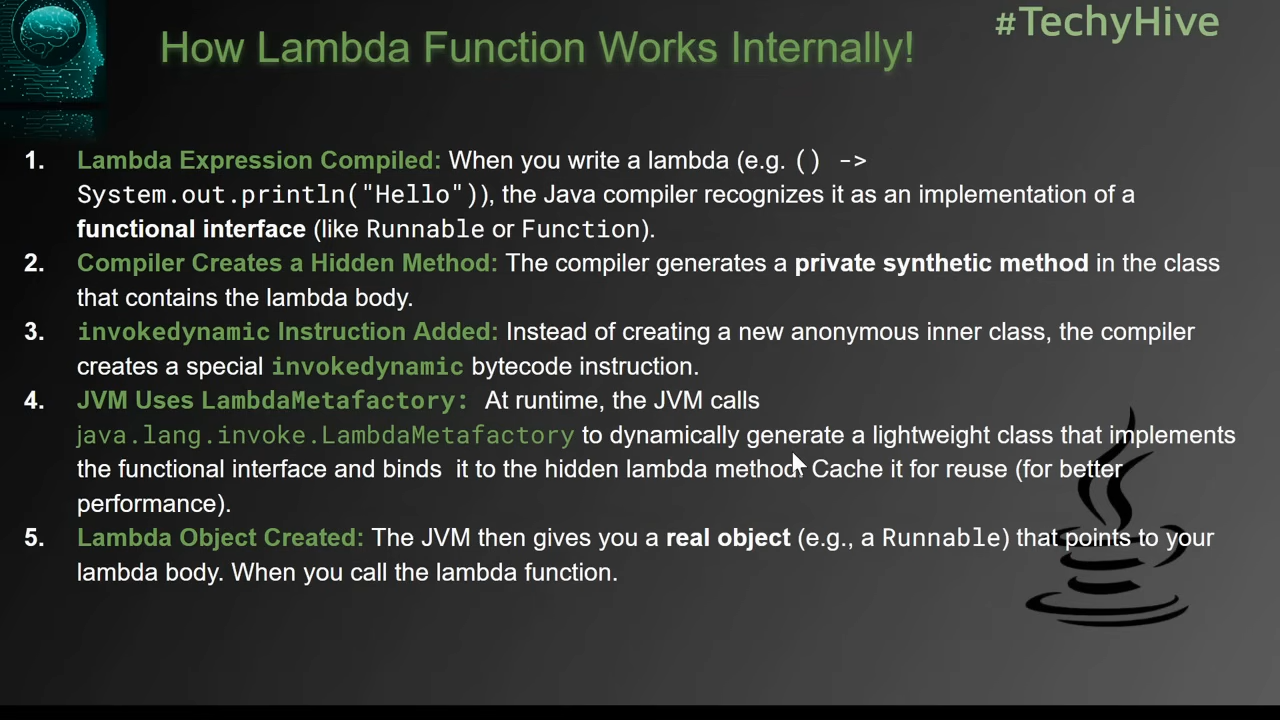 #TechyHive
How Lambda Function Works Internally!
1. Lambda Expression Compiled: When you write a lambda (e.g. () ->
System.out.println("Hello")), the Java compiler recognizes it as an implementation of a
functional interface (like Runnable or Function).
2. Compiler Creates a Hidden Method: The compiler generates a private synthetic method in the class
that contains the lambda body.
3. invokedynamic Instruction Added: Instead of creating a new anonymous inner class, the compiler
creates a special invokedynamic bytecode instruction.
4. JVM Uses LambdaMetafactory: At runtime, the JVM calls
java.lang.invoke.LambdaMetafactory to dynamically generate a lightweight class that implements
the functional interface and binds it to the hidden lambda method. Cache it for reuse (for better
performance).
5. Lambda Object Created: The JVM then gives you a real object (e.g., a Runnable) that points to your
lambda body. When you call the lambda function.